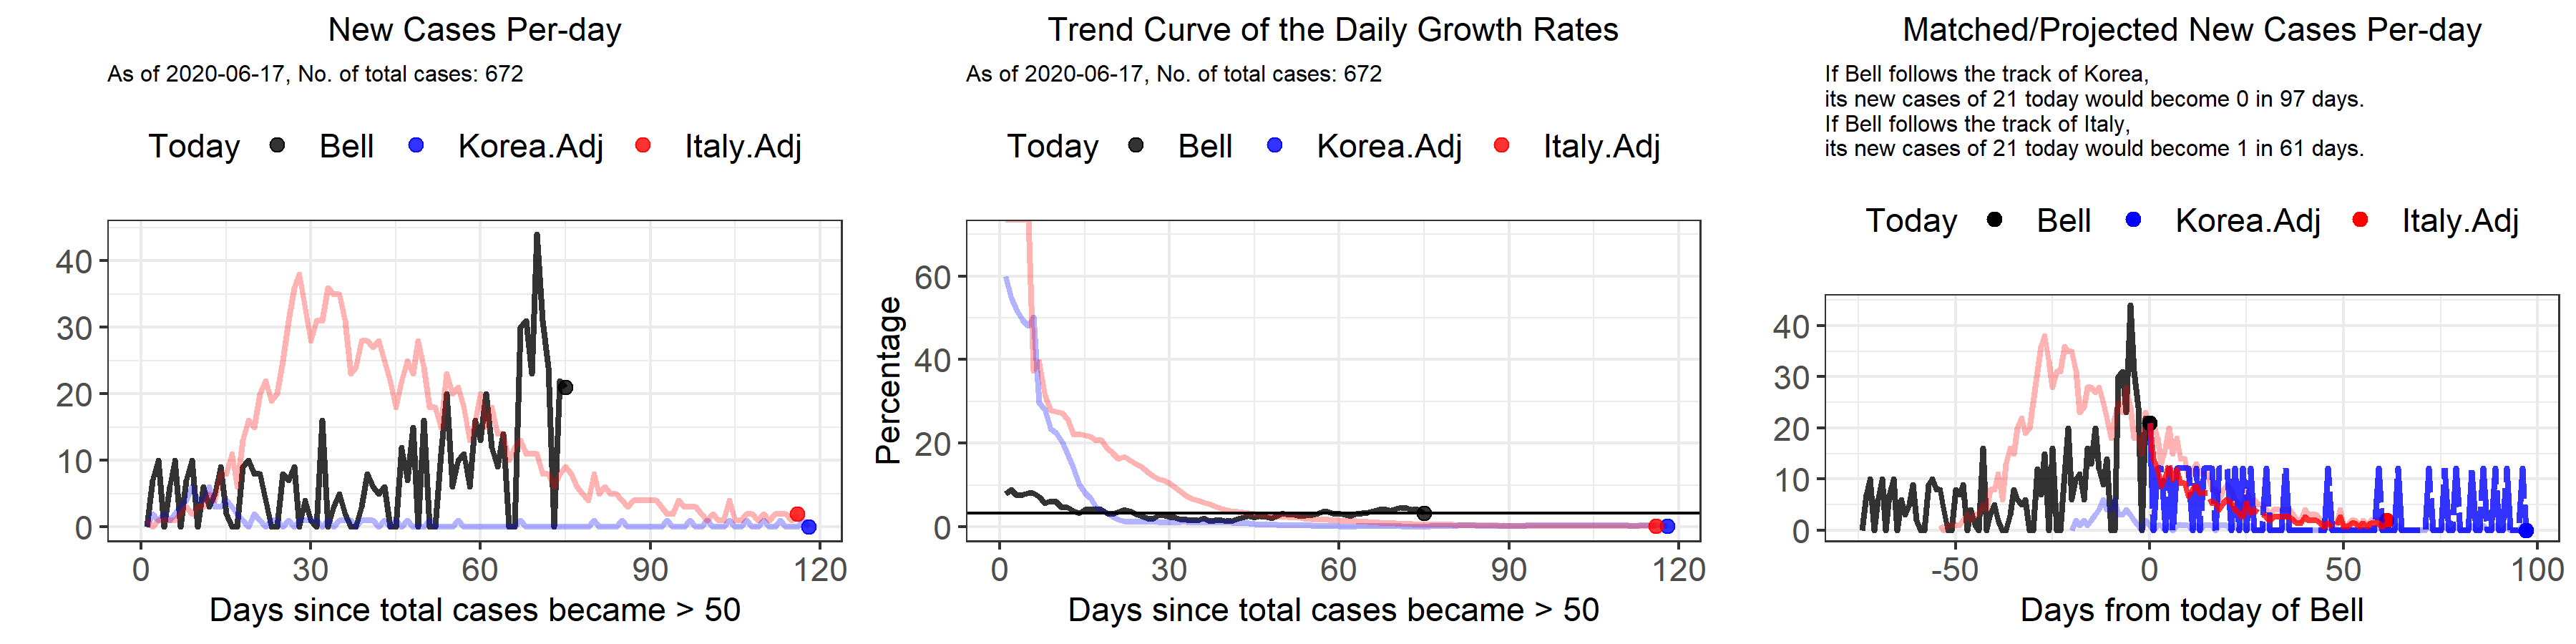 New Cases Per-day
As of 2020-06-17, No. of total cases: 672
Today Bell Korea.Adj Italy.Adj
40
30
20
10
0
0 30 60 90 120
Days since total cases became > 50
Trend Curve of the Daily Growth Rates
As of 2020-06-17, No. of total cases: 672
Today Bell Korea.Adj Italy.Adj
Percentage
60
40
20
0
0 30 60 90 120
Days since total cases became > 50
Matched/Projected New Cases Per-day
If Bell follows the track of Korea,
its new cases of 21 today would become 0 in 97 days.
If Bell follows the track of Italy,
its new cases of 21 today would become 1 in 61 days.
Today Bell Korea.Adj Italy.Adj
40
30
20
10
0
-50 0 50 100
Days from today of Bell